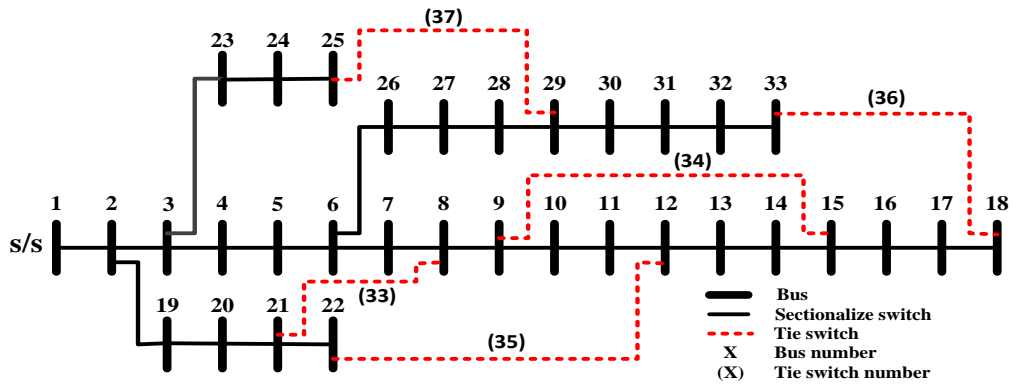 (37)
23 24 25
26 27 28 29 30 31 32 33
(36)
(34)
1 2 3 4 5 6 7 8 9 10 11 12 13 14 15 16 17 18
s/s
(33)
19 20 21 22
(35)
Bus
Sectionalize switch
Tie switch
X Bus number
(X) Tie switch number